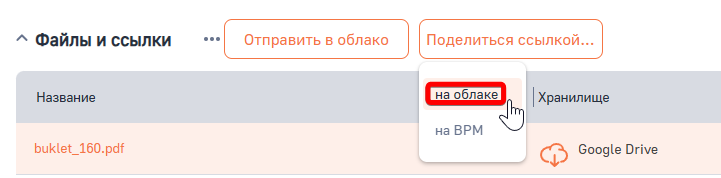 Файлы и ссылки
Отправить в облако
Поделиться ссылкой...
на облаке
на BPM
Название
Хранилище
buklet_160.pdf
Google Drive